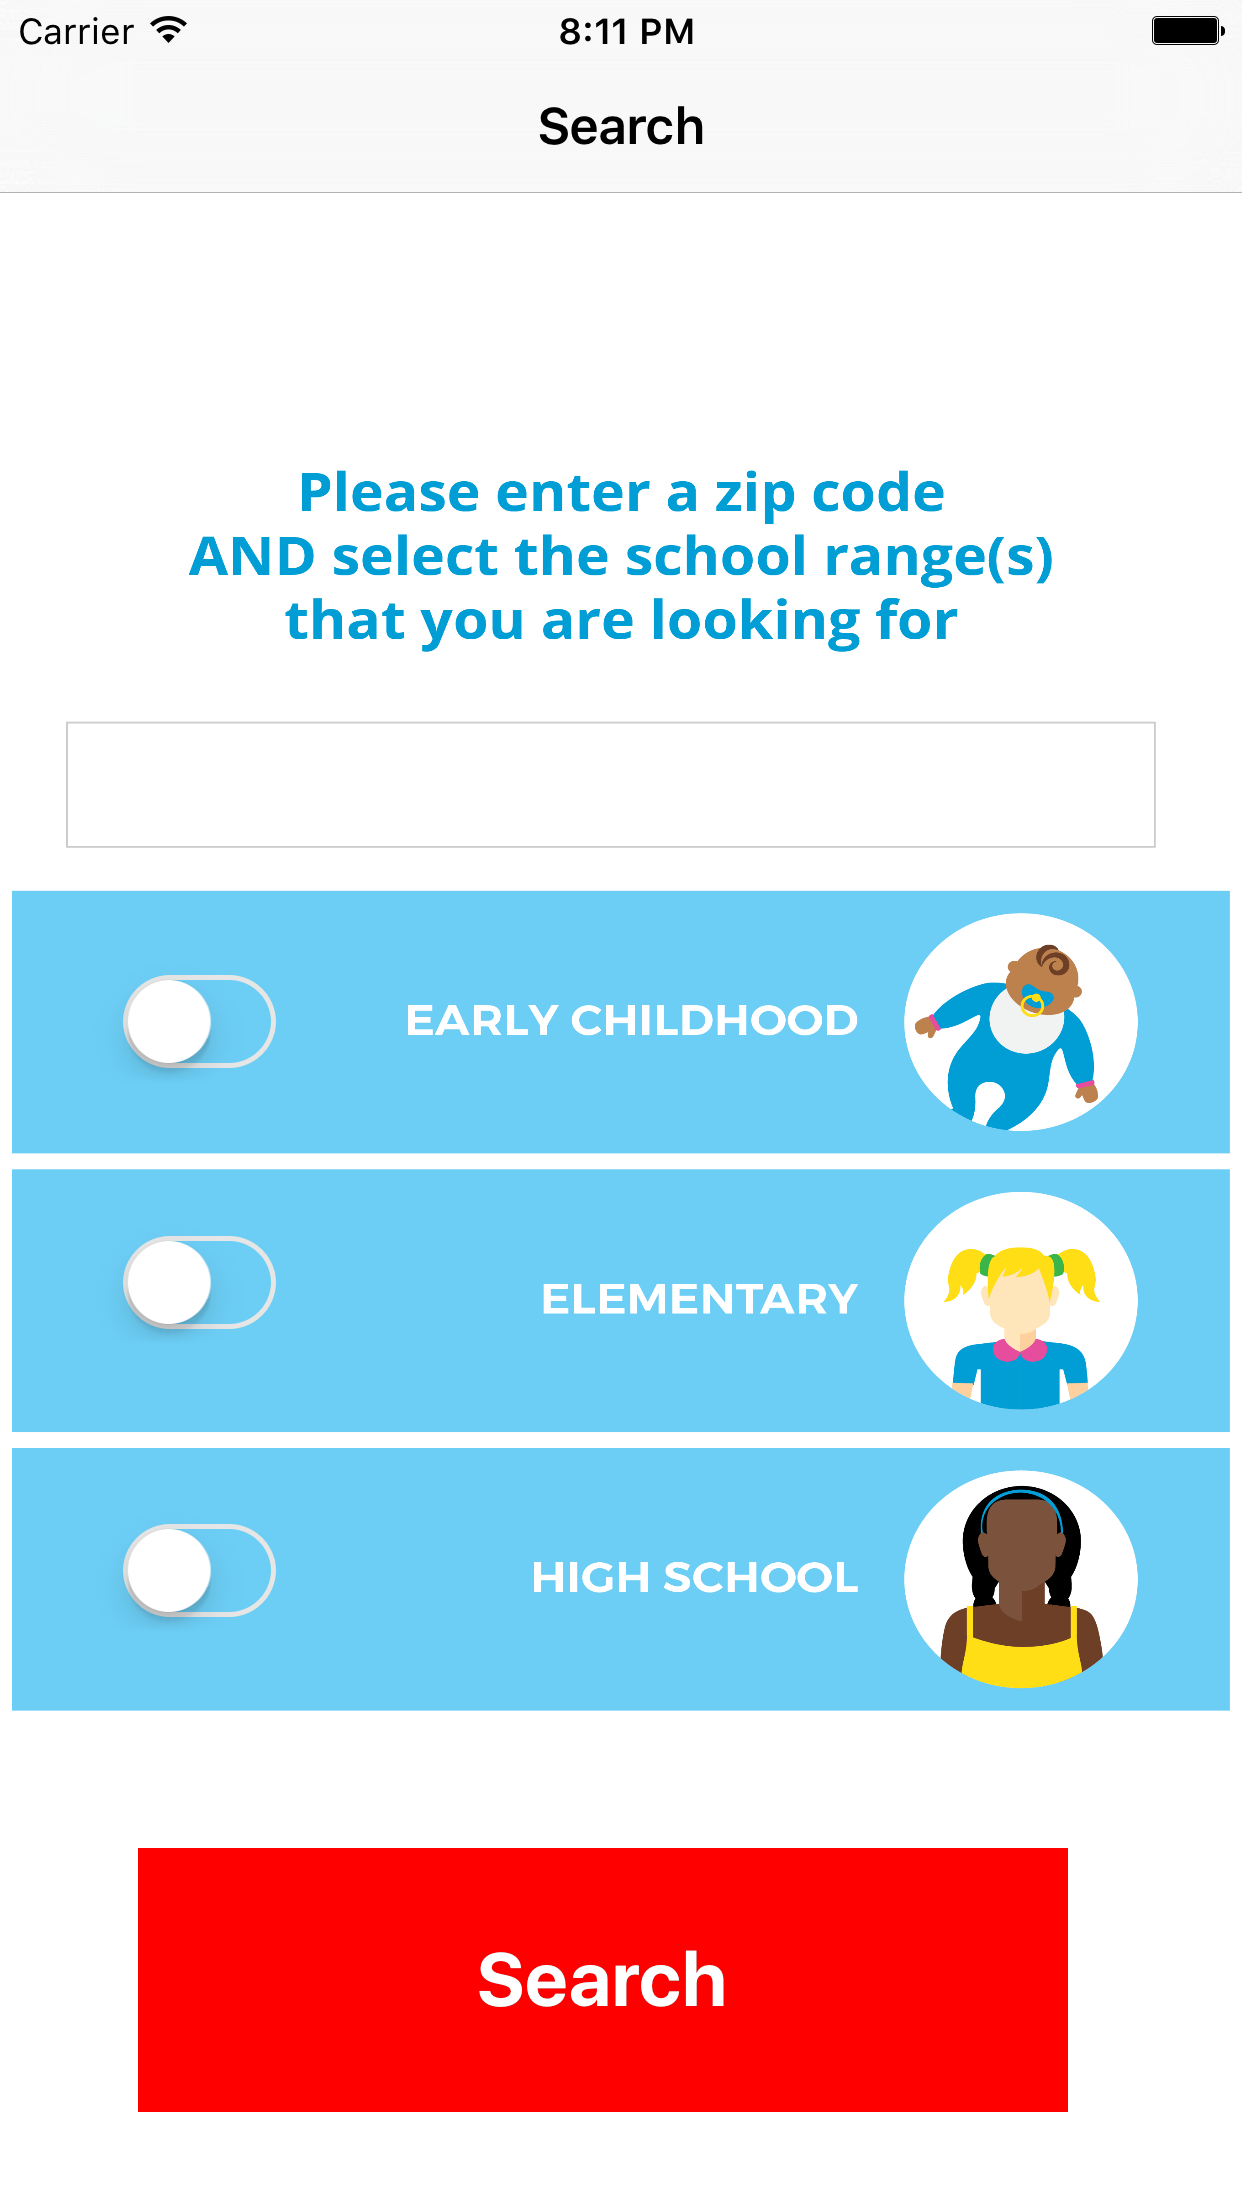 Carrier 8:11 PM
Search
Please enter a zip code
AND select the school range(s)
that you are looking for
EARLY CHILDHOOD
ELEMENTARY
HIGH SCHOOL
Search